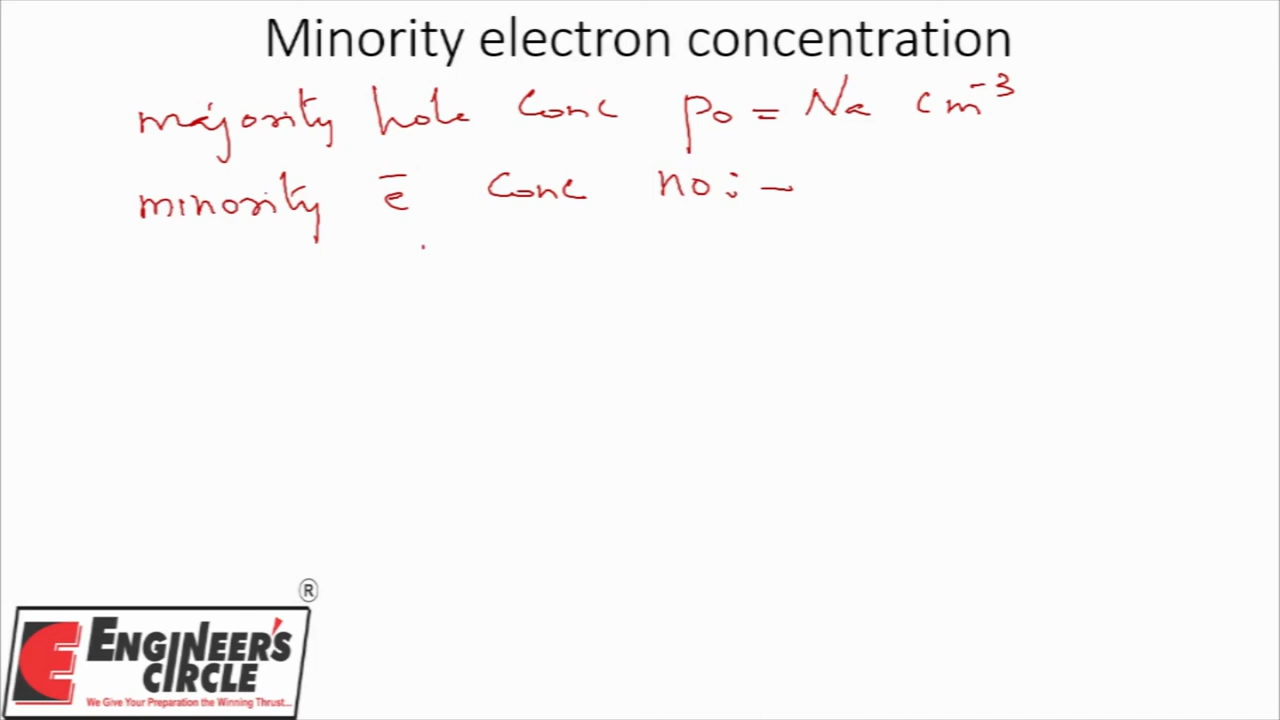 Minority electron concentration
majority hole conc po = Na cm⁻³
minority e̅ conc no : –
®
ENGINEER'S
CIRCLE
We Give Your Preparation the Winning Thrust...